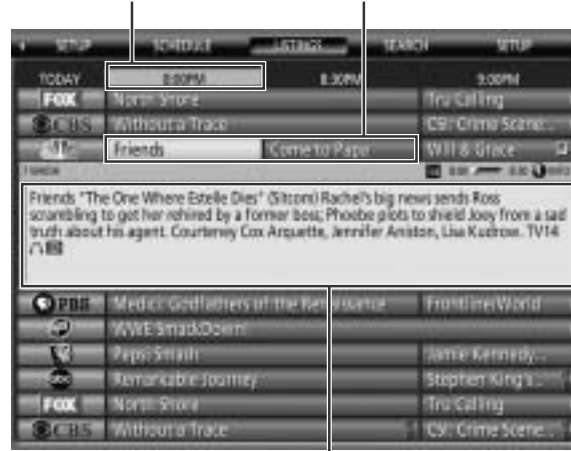 SETUP SCHEDULE LISTINGS SEARCH SETUP
TODAY 8:00PM 8:30PM 9:00PM
FOX North Shore Tru Calling
CBS Without a Trace CSI: Crime Scene...
Friends Come to Papa Will & Grace
Friends "The One Where Estelle Dies" (Sitcom) Rachel's big news sends Ross
scrambling to get her rehired by a former boss; Phoebe plots to shield Joey from a sad
truth about his agent. Courteney Cox Arquette, Jennifer Aniston, Lisa Kudrow. TV14
PBS Medici: Godfathers of the Renaissance Frontline/World
WWE SmackDown!
Pepsi Smash Jamie Kennedy...
abc Remarkable Journey Stephen King's...
FOX North Shore Tru Calling
CBS Without a Trace CSI: Crime Scene...